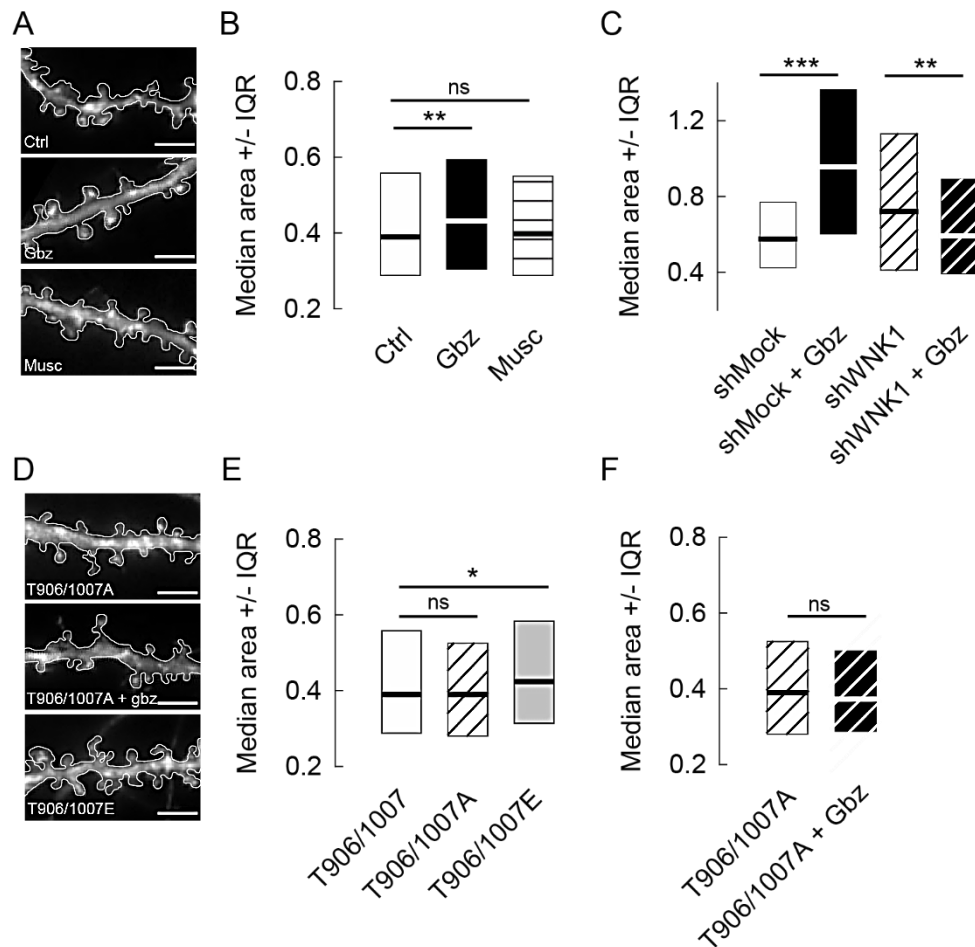 A
Ctrl
Gbz
Musc
B
Median area +/- IQR
0.8
0.6
0.4
0.2
ns
**
Ctrl
Gbz
Musc
C
Median area +/- IQR
1.2
0.8
0.4
***
**
shMock
shMock + Gbz
shWNK1
shWNK1 + Gbz
D
T906/1007A
T906/1007A + gbz
T906/1007E
E
Median area +/- IQR
0.8
0.6
0.4
0.2
*
ns
T906/1007
T906/1007A
T906/1007E
F
Median area +/- IQR
0.8
0.6
0.4
0.2
ns
T906/1007A
T906/1007A + Gbz